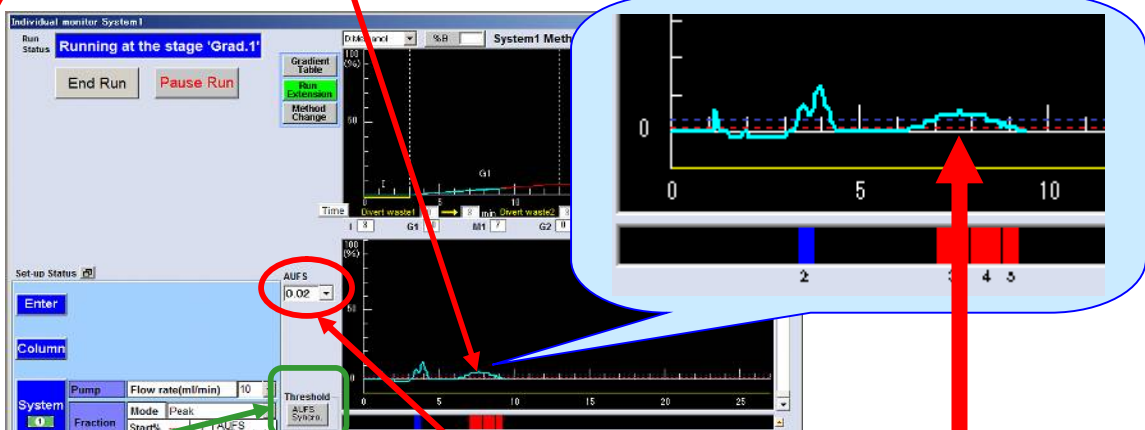 Individual monitor System1
Run Status
Running at the stage 'Grad.1'
End Run
Pause Run
Gradient Table
Run Extension
Method Change
%B
System1 Meth
100
(%)
50
I
G1
5
10
Time
Divert waste1
8
min
Divert waste2
I
G1
M1
7
G2
0
100
(%)
50
0
0
5
10
15
20
25
AUFS
0.02
Threshold
AUFS
Set-up Status
Enter
Column
System
Pump
Flow rate(ml/min)
10
Fraction
Mode
Peak
Start%
AUFS
0
0
5
10
2
4
5